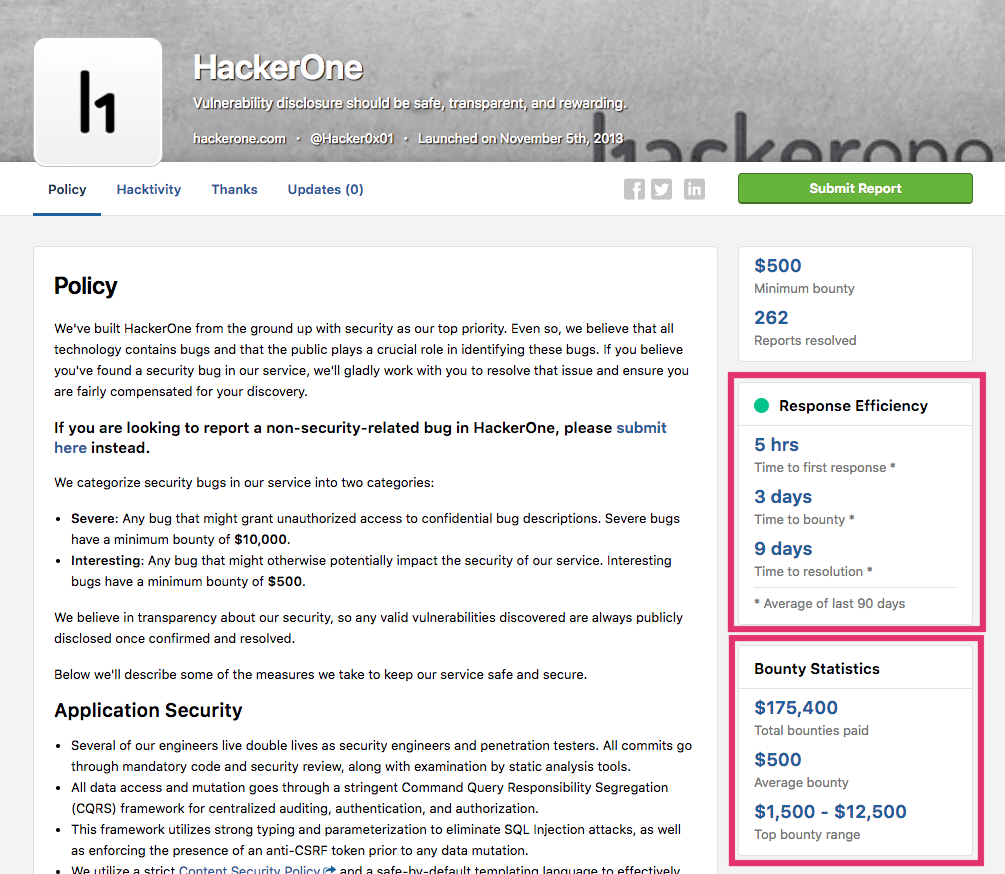 HackerOne
Vulnerability disclosure should be safe, transparent, and rewarding.
hackerone.com · @Hacker0x01 · Launched on November 5th, 2013
hackerone
h1
Policy
Hacktivity
Thanks
Updates (0)
Submit Report
Policy
We've built HackerOne from the ground up with security as our top priority. Even so, we believe that all
technology contains bugs and that the public plays a crucial role in identifying these bugs. If you believe
you've found a security bug in our service, we'll gladly work with you to resolve that issue and ensure you
are fairly compensated for your discovery.
If you are looking to report a non-security-related bug in HackerOne, please submit
here instead.
We categorize security bugs in our service into two categories:
• Severe: Any bug that might grant unauthorized access to confidential bug descriptions. Severe bugs
have a minimum bounty of $10,000.
• Interesting: Any bug that might otherwise potentially impact the security of our service. Interesting
bugs have a minimum bounty of $500.
We believe in transparency about our security, so any valid vulnerabilities discovered are always publicly
disclosed once confirmed and resolved.
Below we'll describe some of the measures we take to keep our service safe and secure.
Application Security
• Several of our engineers live double lives as security engineers and penetration testers. All commits go
through mandatory code and security review, along with examination by static analysis tools.
• All data access and mutation goes through a stringent Command Query Responsibility Segregation
(CQRS) framework for centralized auditing, authentication, and authorization.
• This framework utilizes strong typing and parameterization to eliminate SQL Injection attacks, as well
as enforcing the presence of an anti-CSRF token prior to any data mutation.
• We utilize a strict Content Security Policy and a safe-by-default templating language to effectively
$500
Minimum bounty
262
Reports resolved
Response Efficiency
5 hrs
Time to first response *
3 days
Time to bounty *
9 days
Time to resolution *
* Average of last 90 days
Bounty Statistics
$175,400
Total bounties paid
$500
Average bounty
$1,500 - $12,500
Top bounty range